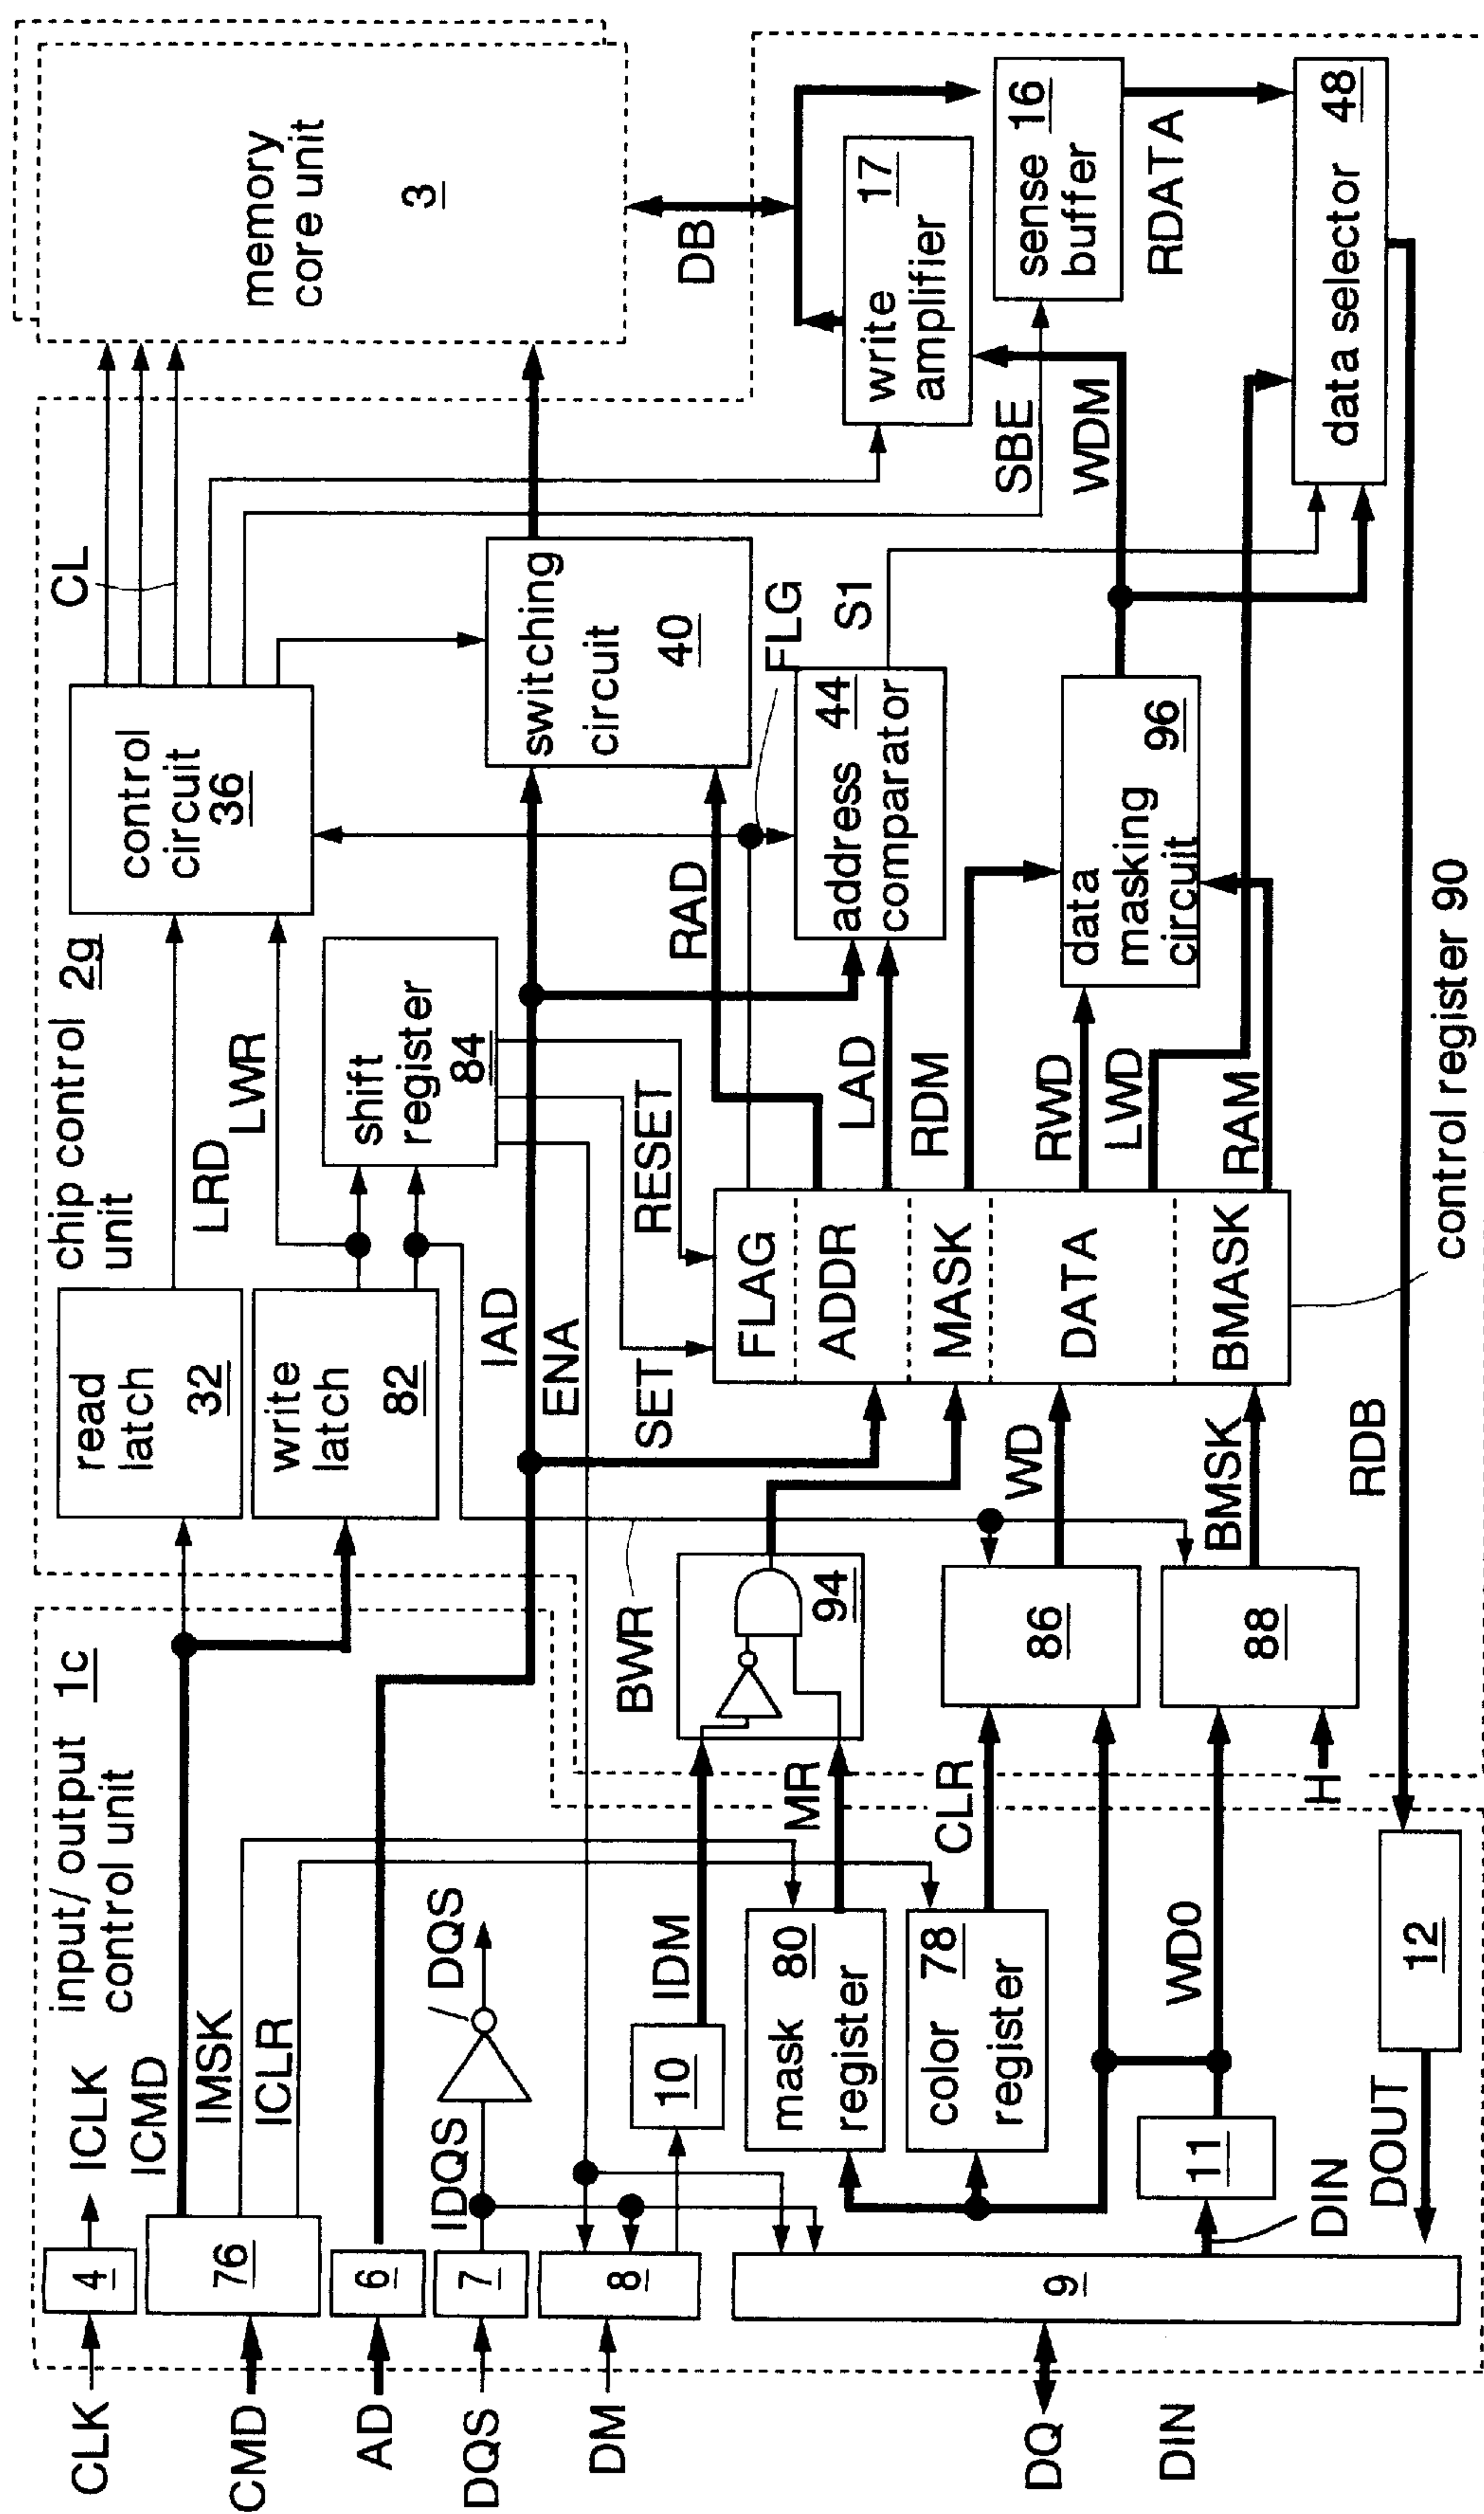 CLK
CMD
AD
DQS
DM
DQ
DIN
input/output 1c
control unit
4
76
6
7
8
9
ICLK
ICMD
IMSK
ICLR
IDQS
/DQS
10
IDM
mask 80
register
color 78
register
11
DIN
DOUT
12
MR
CLR
WD0
H
BWR
94
86
88
chip control 2g
unit
read
latch 32
write
latch 82
LRD
LWR
shift
register
84
IAD
ENA
SET
RESET
WD
BMSK
RDB
FLAG
ADDR
MASK
DATA
BMASK
control register 90
RAD
LAD
RDM
RWD
LWD
RAM
control
circuit
36
CL
switching
circuit
40
FLG
S1
address 44
comparator
data
masking 96
circuit
SBE
WDM
memory
core unit
3
DB
write 17
amplifier
sense 16
buffer
RDATA
data selector 48